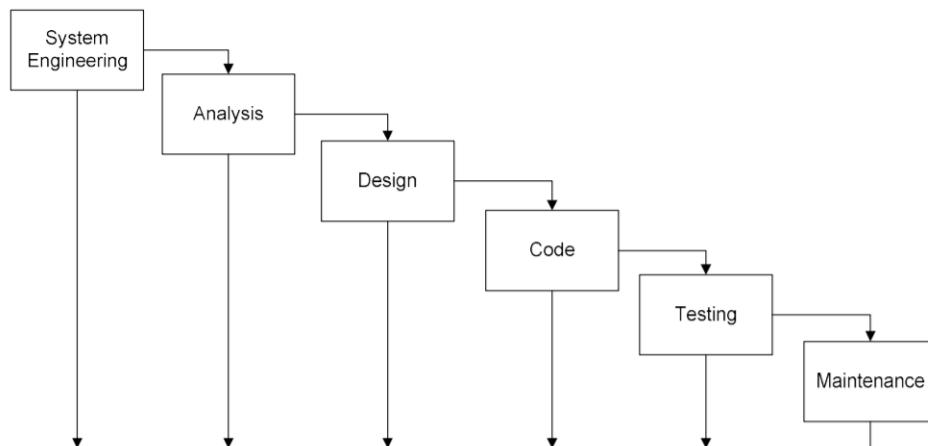 System
Engineering
Analysis
Design
Code
Testing
Maintenance